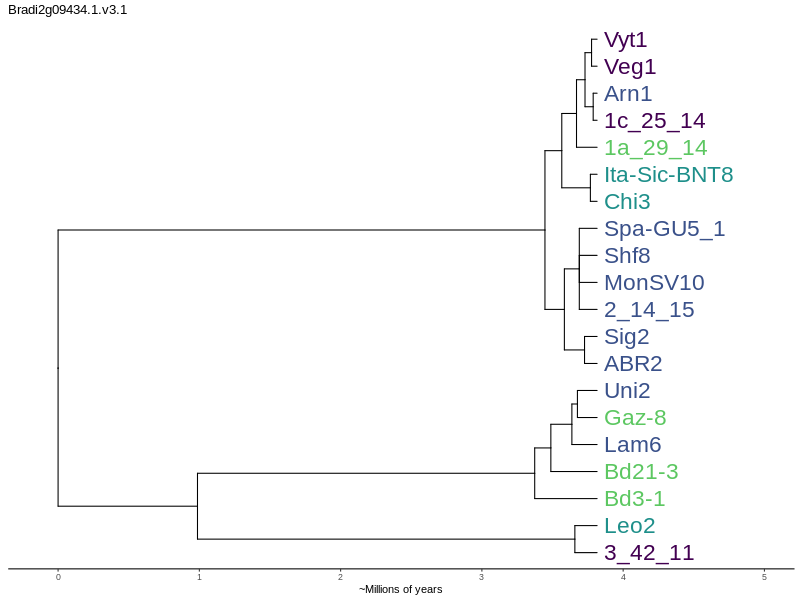 Bradi2g09434.1.v3.1
Vyt1
Veg1
Arn1
1c_25_14
1a_29_14
Ita-Sic-BNT8
Chi3
Spa-GU5_1
Shf8
MonSV10
2_14_15
Sig2
ABR2
Uni2
Gaz-8
Lam6
Bd21-3
Bd3-1
Leo2
3_42_11
0 1 2 3 4 5
~Millions of years